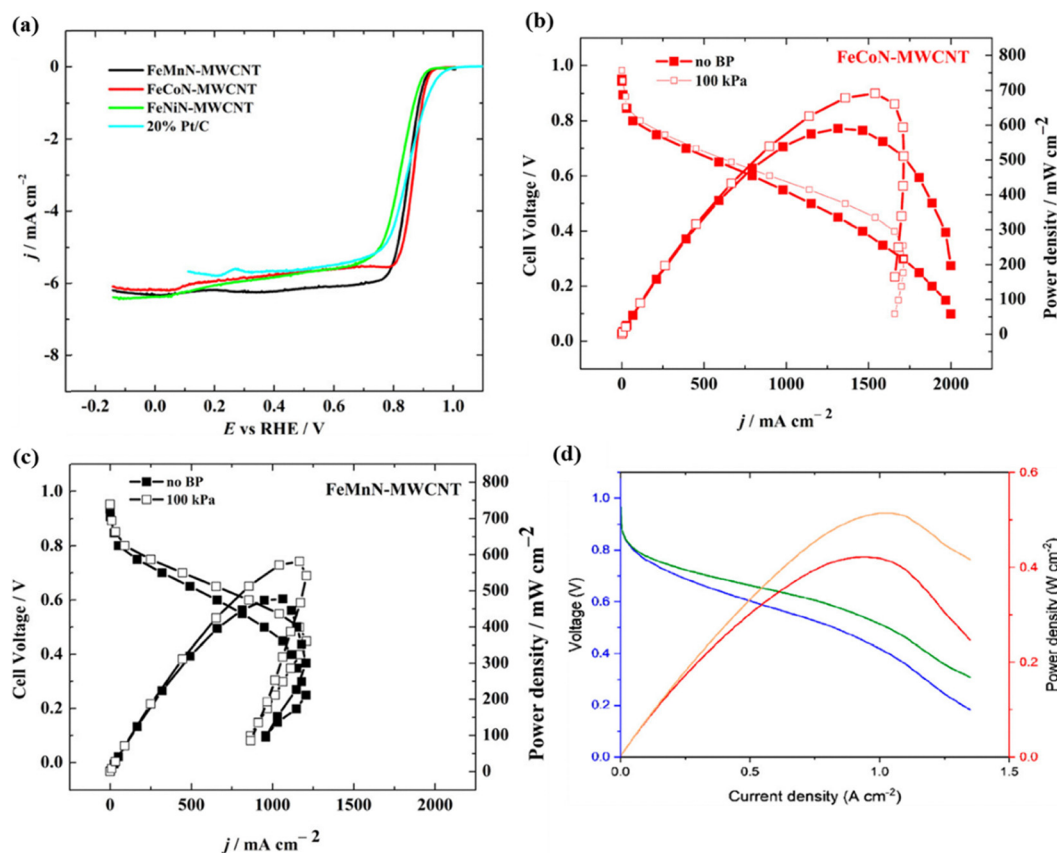 (a)
0
-2
-4
-6
-8
j / mA cm⁻²
FeMnN-MWCNT
FeCoN-MWCNT
FeNiN-MWCNT
20% Pt/C
-0.2 0.0 0.2 0.4 0.6 0.8 1.0
E vs RHE / V
(b)
1.0
0.8
0.6
0.4
0.2
0.0
Cell Voltage / V
no BP
100 kPa
FeCoN-MWCNT
800
700
600
500
400
300
200
100
0
Power density / mW cm⁻²
0 500 1000 1500 2000
j / mA cm⁻²
(c)
1.0
0.8
0.6
0.4
0.2
0.0
Cell Voltage / V
no BP
100 kPa
FeMnN-MWCNT
800
700
600
500
400
300
200
100
0
Power density / mW cm⁻²
0 500 1000 1500 2000
j / mA cm⁻²
(d)
1.0
0.8
0.6
0.4
0.2
0.0
Voltage (V)
0.6
0.4
0.2
0.0
Power density (W cm⁻²)
0.0 0.5 1.0 1.5
Current density (A cm⁻²)